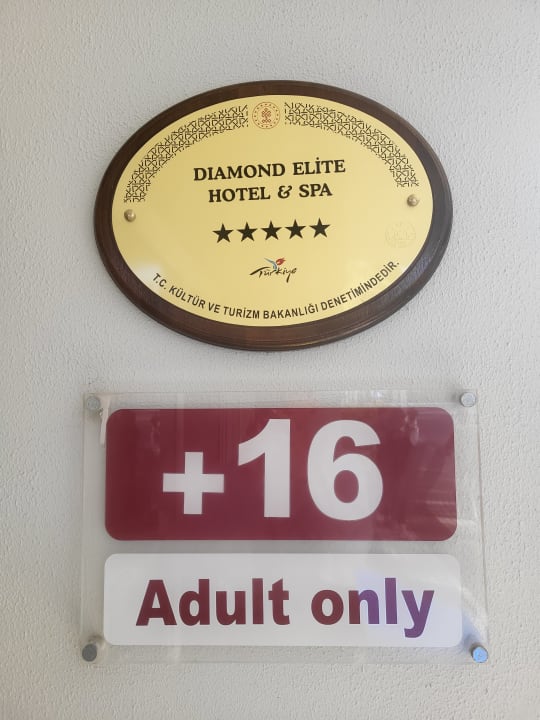 DIAMOND ELİTE
HOTEL & SPA
★★★★★
Türkiye
T.C. KÜLTÜR VE TURİZM BAKANLIĞI DENETİMİNDEDİR.
+16
Adult only